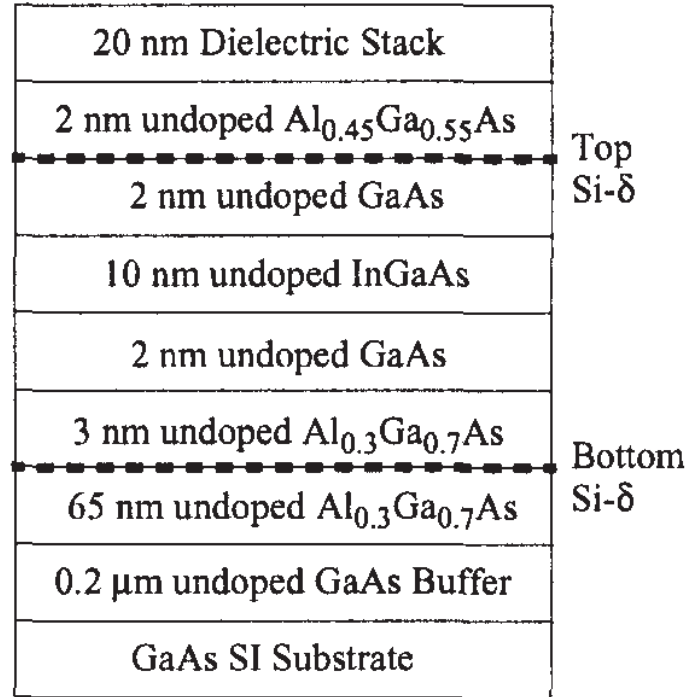 20 nm Dielectric Stack
2 nm undoped Al₀.₄₅Ga₀.₅₅As
Top
Si-δ
2 nm undoped GaAs
10 nm undoped InGaAs
2 nm undoped GaAs
3 nm undoped Al₀.₃Ga₀.₇As
Bottom
Si-δ
65 nm undoped Al₀.₃Ga₀.₇As
0.2 μm undoped GaAs Buffer
GaAs SI Substrate